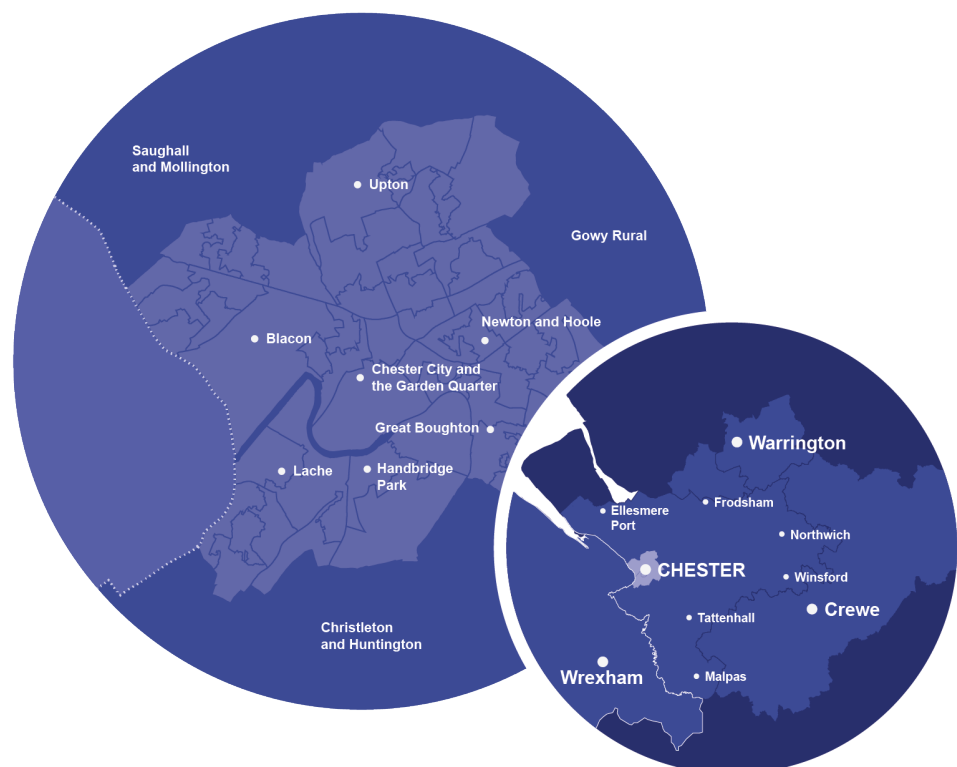 Saughall
and Mollington
Upton
Gowy Rural
Newton and Hoole
Blacon
Chester City and
the Garden Quarter
Great Boughton
Lache
Handbridge
Park
Christleton
and Huntington
Warrington
Frodsham
Ellesmere
Port
Northwich
CHESTER
Winsford
Crewe
Tattenhall
Wrexham
Malpas